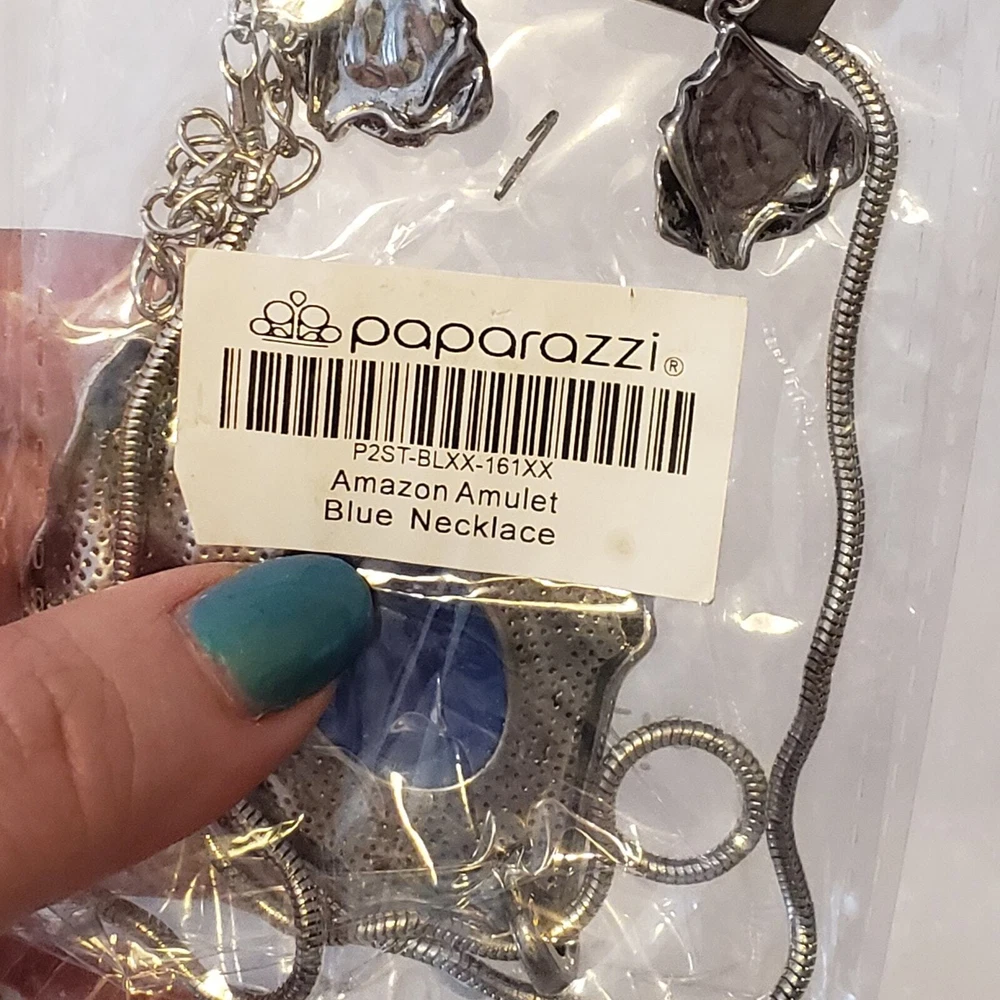 paparazzi®
P2ST-BLXX-161XX
Amazon Amulet
Blue Necklace